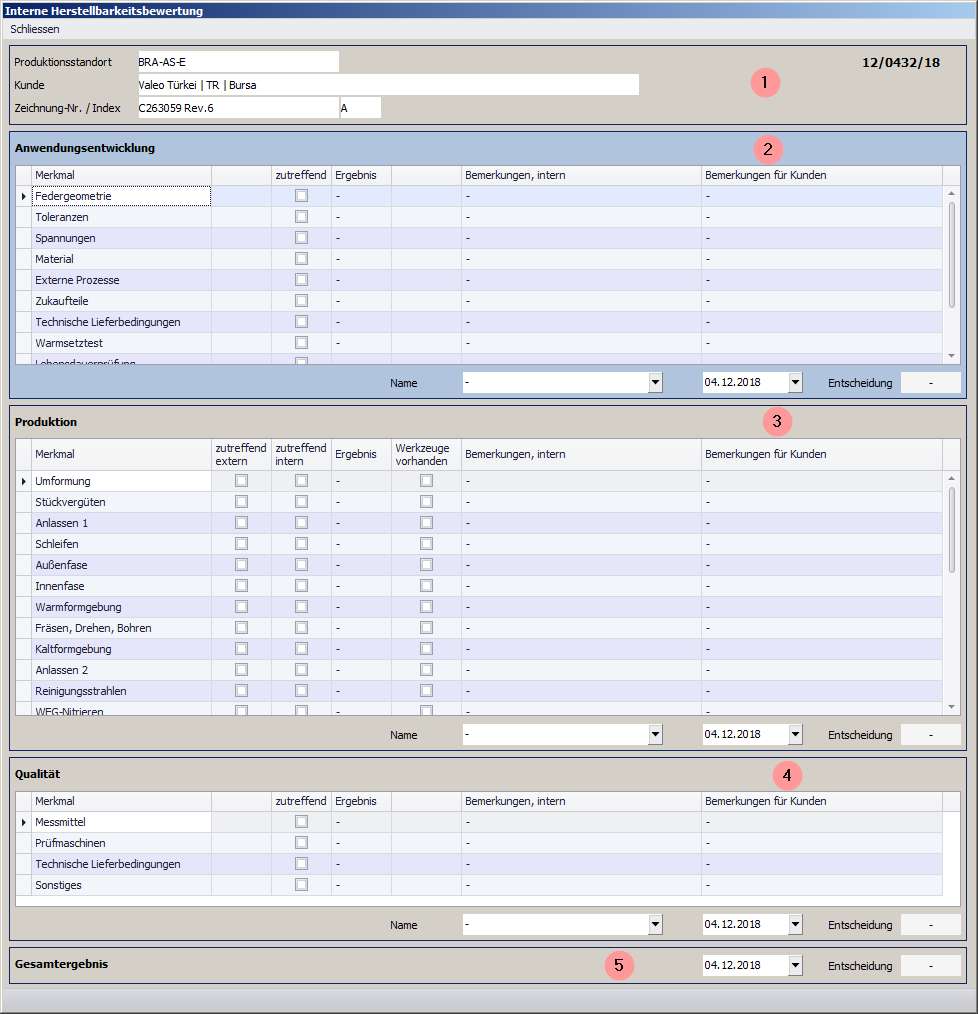 Interne Herstellbarkeitsbewertung
Schliessen
Produktionsstandort BRA-AS-E 12/0432/18
Kunde Valeo Türkei | TR | Bursa 1
Zeichnung-Nr. / Index C263059 Rev.6 A
Anwendungsentwicklung 2
Merkmal zutreffend Ergebnis Bemerkungen, intern Bemerkungen für Kunden
Federgeometrie - - -
Toleranzen - - -
Spannungen - - -
Material - - -
Externe Prozesse - - -
Zukaufteile - - -
Technische Lieferbedingungen - - -
Warmsetztest - - -
Lebensdauerprüfung
Name - 04.12.2018 Entscheidung -
Produktion 3
Merkmal zutreffend extern zutreffend intern Ergebnis Werkzeuge vorhanden Bemerkungen, intern Bemerkungen für Kunden
Umformung - - -
Stückvergüten - - -
Anlassen 1 - - -
Schleifen - - -
Außenfase - - -
Innenfase - - -
Warmformgebung - - -
Fräsen, Drehen, Bohren - - -
Kaltformgebung - - -
Anlassen 2 - - -
Reinigungsstrahlen - - -
WEG-Nitrieren - - -
Name - 04.12.2018 Entscheidung -
Qualität 4
Merkmal zutreffend Ergebnis Bemerkungen, intern Bemerkungen für Kunden
Messmittel - - -
Prüfmaschinen - - -
Technische Lieferbedingungen - - -
Sonstiges - - -
Name - 04.12.2018 Entscheidung -
Gesamtergebnis 5 04.12.2018 Entscheidung -